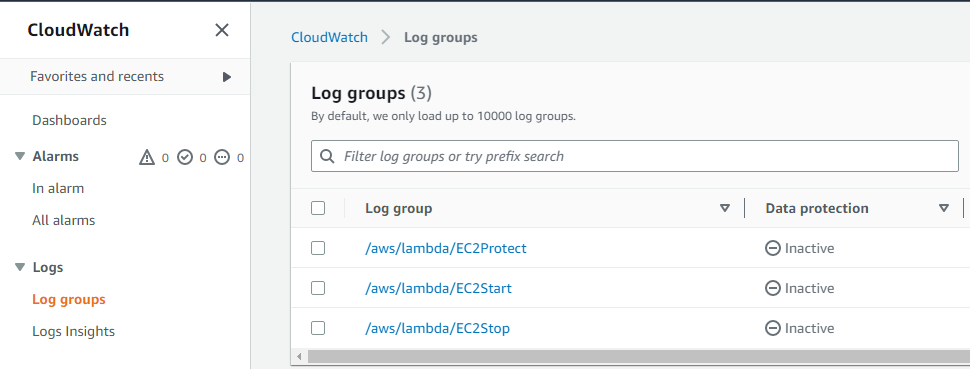 CloudWatch
Favorites and recents
Dashboards
Alarms 0 0 0
In alarm
All alarms
Logs
Log groups
Logs Insights
CloudWatch Log groups
Log groups (3)
By default, we only load up to 10000 log groups.
Filter log groups or try prefix search
Log group Data protection
/aws/lambda/EC2Protect Inactive
/aws/lambda/EC2Start Inactive
/aws/lambda/EC2Stop Inactive